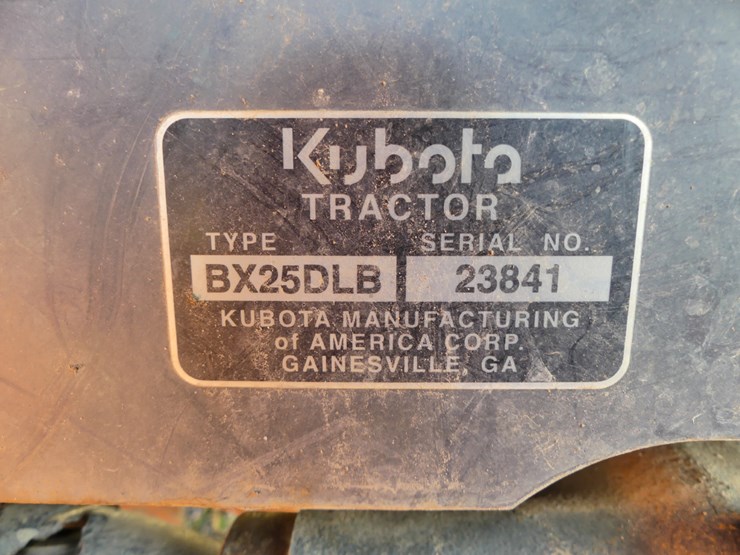 Kubota
TRACTOR
TYPE SERIAL NO.
BX25DLB 23841
KUBOTA MANUFACTURING
of AMERICA CORP.
GAINESVILLE, GA